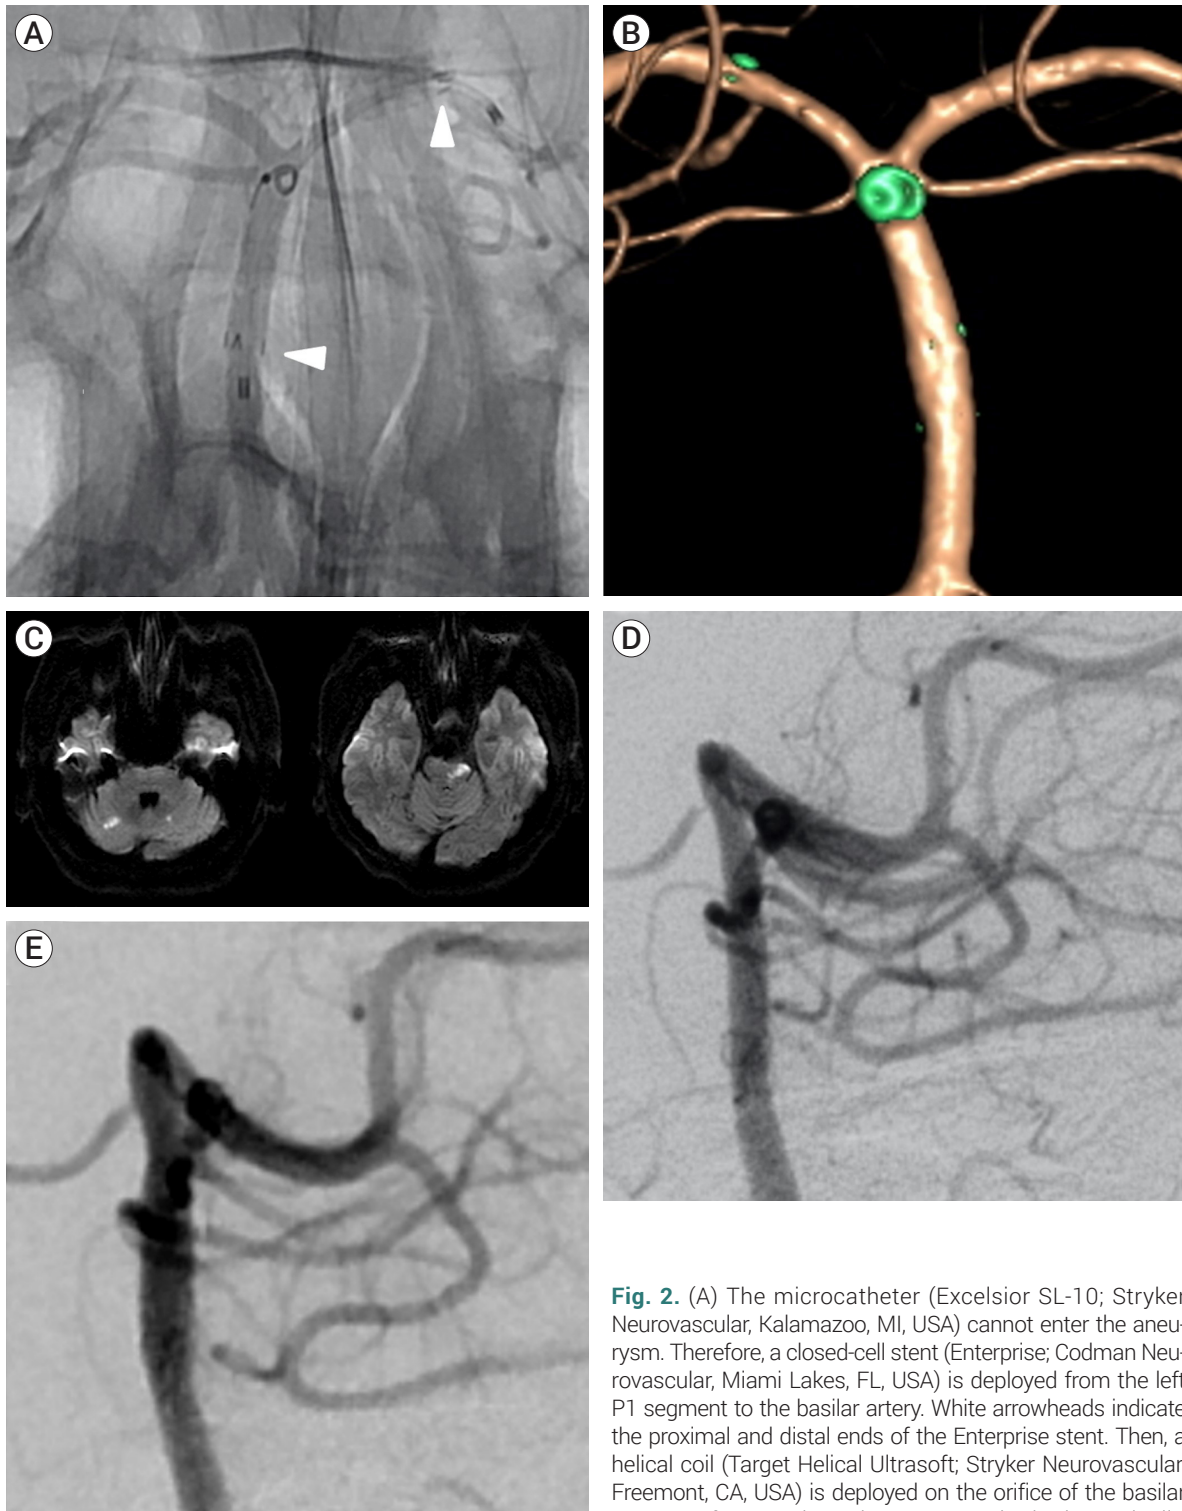 A
B
C
D
E
Fig. 2. (A) The microcatheter (Excelsior SL-10; Stryker
Neurovascular, Kalamazoo, MI, USA) cannot enter the aneu-
rysm. Therefore, a closed-cell stent (Enterprise; Codman Neu-
rovascular, Miami Lakes, FL, USA) is deployed from the left
P1 segment to the basilar artery. White arrowheads indicate
the proximal and distal ends of the Enterprise stent. Then, a
helical coil (Target Helical Ultrasoft; Stryker Neurovascular,
Freemont, CA, USA) is deployed on the orifice of the basilar